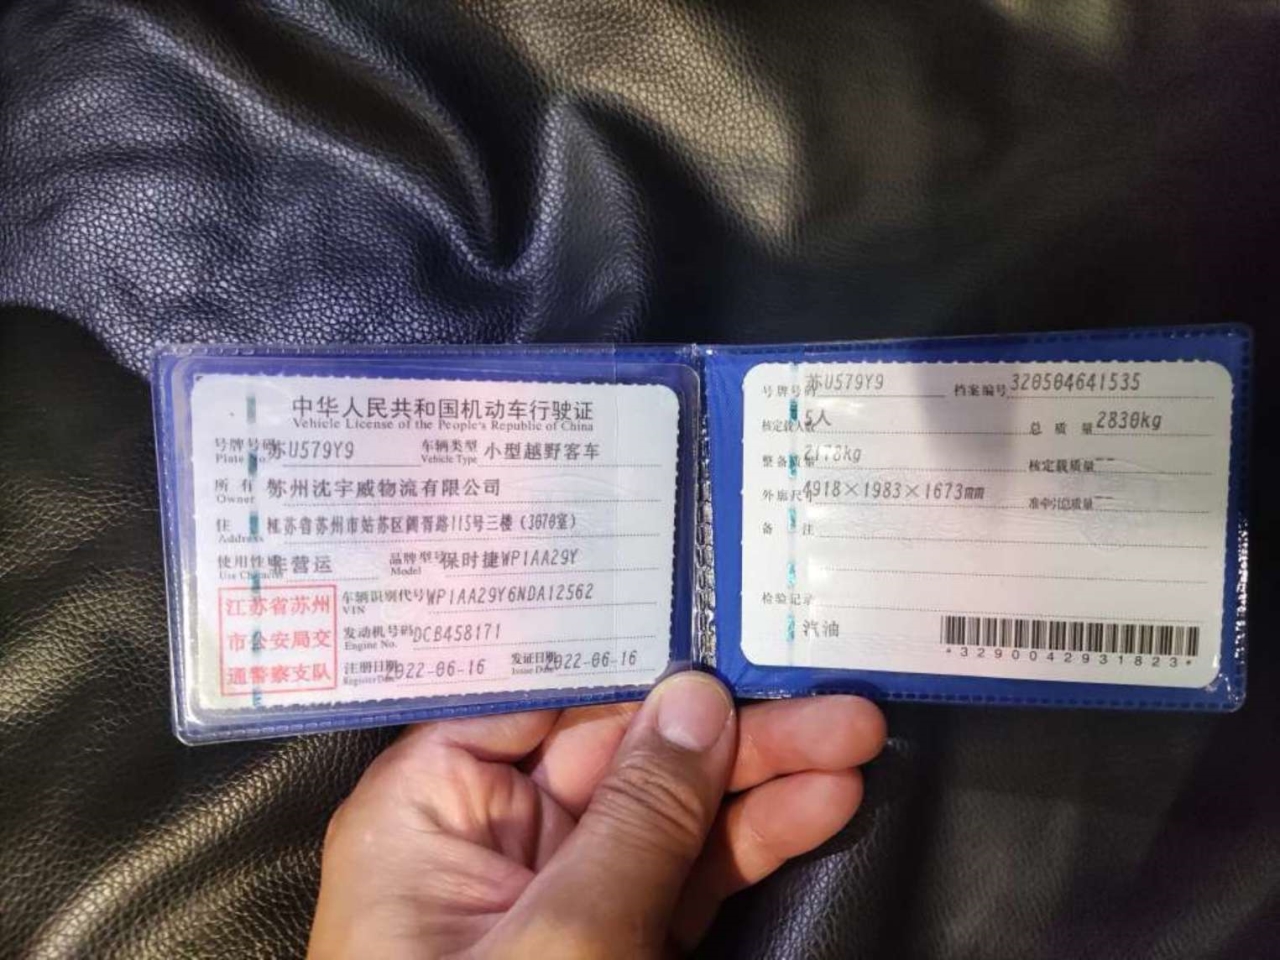 中华人民共和国机动车行驶证
Vehicle License of the People's Republic of China
号牌号码 苏U579Y9 车辆类型 小型越野客车
Plate No. Vehicle Type
所有 苏州沈宇威物流有限公司
Owner
住 江苏省苏州市姑苏区阊胥路115号三楼(3070室)
Address
使用性 非营运 品牌型号 保时捷WP1AA29Y
Use Character Model
江苏省苏州
市公安局交
通警察支队
车辆识别代号 WP1AA29Y6NDA12562
VIN
发动机号码 DCB458171
Engine No.
注册日期 2022-06-16 发证日期 2022-06-16
Register Date Issue Date
号牌号码 苏U579Y9 档案编号 320504641535
核定载人数 5人 总质量 2830kg
整备质量 2178kg 核定载质量 --
外廓尺寸 4918×1983×1673mm 准牵引总质量 --
备注
检验记录
汽油
*3290042931823*